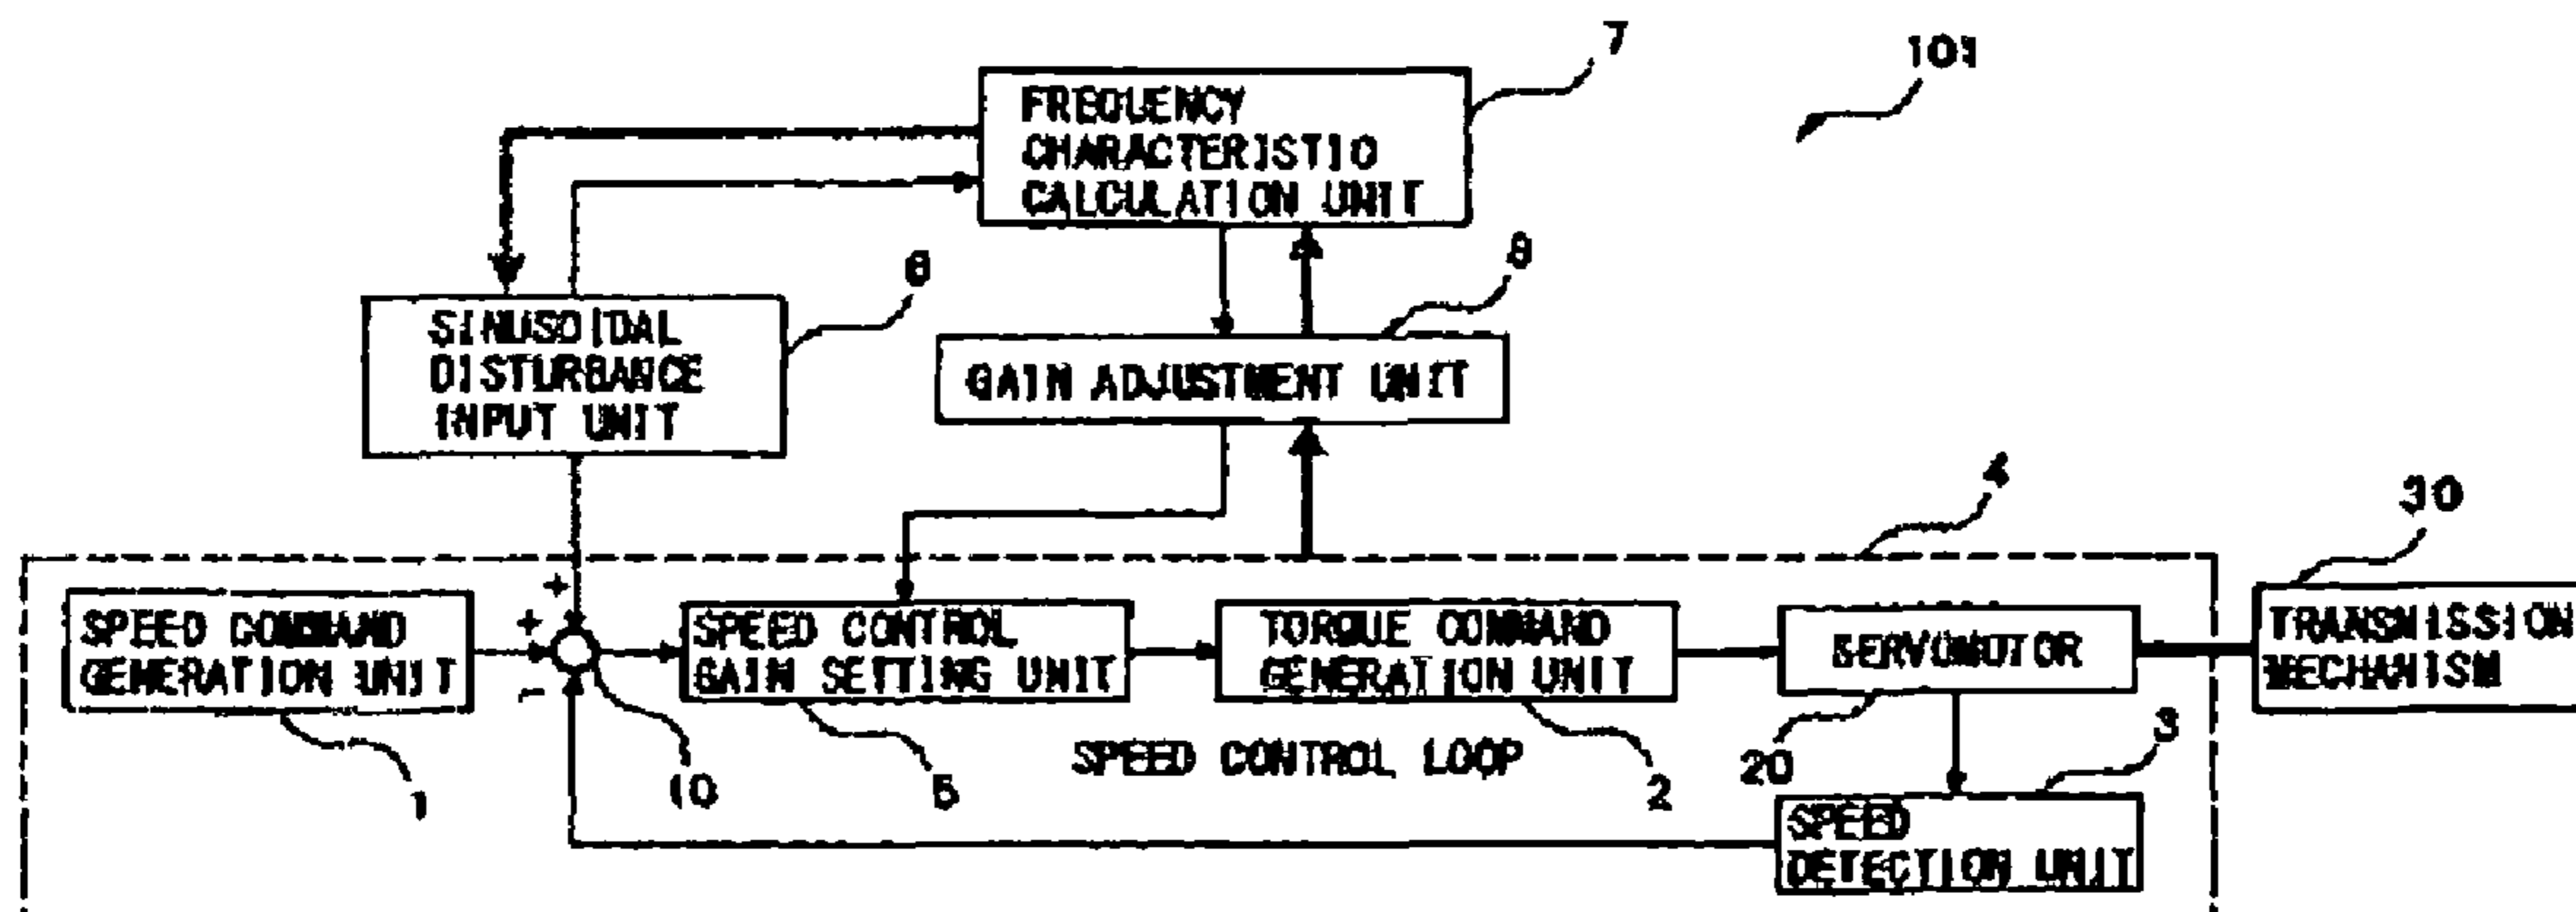 7
101
FREQUENCY
CHARACTERISTIC
CALCULATION UNIT
6
8
SINUSOIDAL
DISTURBANCE
INPUT UNIT
GAIN ADJUSTMENT UNIT
4
30
+
+
-
SPEED COMMAND
GENERATION UNIT
SPEED CONTROL
GAIN SETTING UNIT
TORQUE COMMAND
GENERATION UNIT
SERVOMOTOR
TRANSMISSION
MECHANISM
1
10
5
SPEED CONTROL LOOP
2
20
3
SPEED
DETECTION UNIT